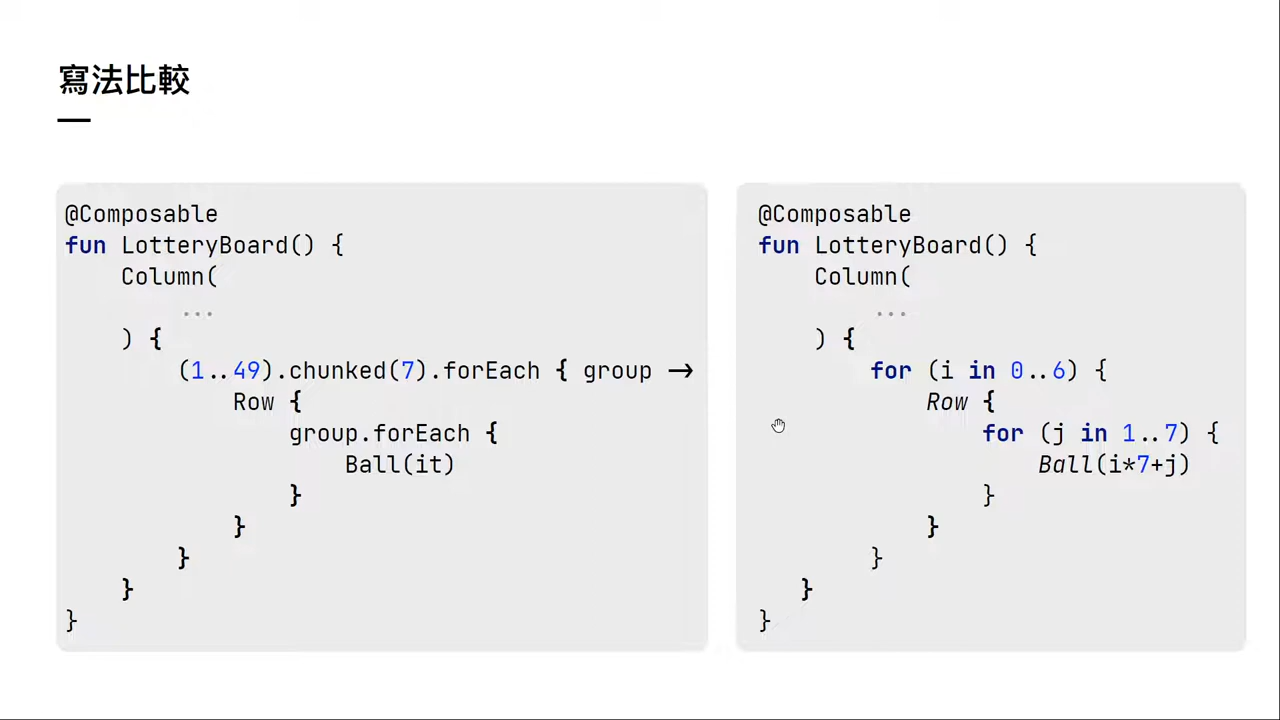 寫法比較
@Composable
fun LotteryBoard() {
    Column(
        ...
    ) {
        (1..49).chunked(7).forEach { group →
            Row {
                group.forEach {
                    Ball(it)
                }
            }
        }
    }
}
@Composable
fun LotteryBoard() {
    Column(
        ...
    ) {
        for (i in 0..6) {
            Row {
                for (j in 1..7) {
                    Ball(i*7+j)
                }
            }
        }
    }
}